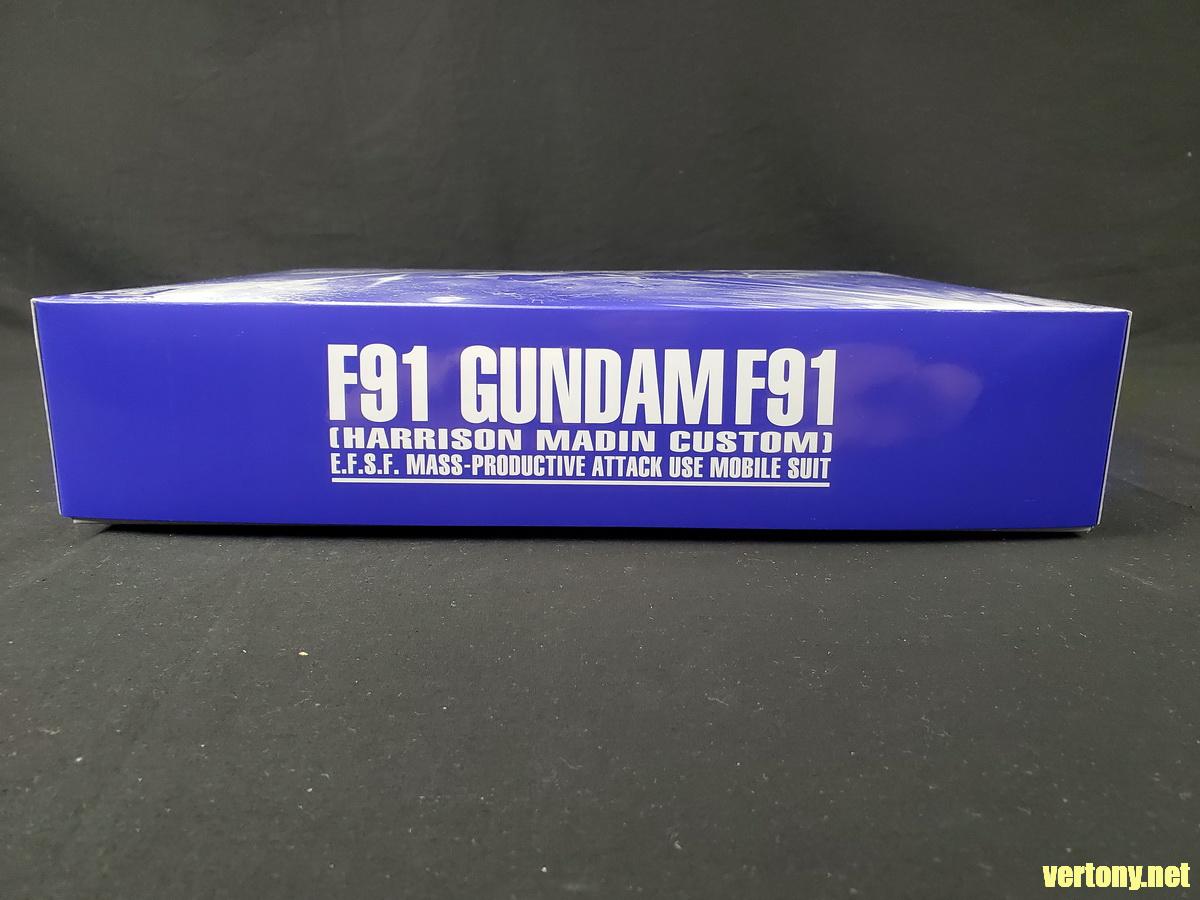 F91 GUNDAM F91
(HARRISON MADIN CUSTOM)
E.F.S.F. MASS-PRODUCTIVE ATTACK USE MOBILE SUIT
vertony.net